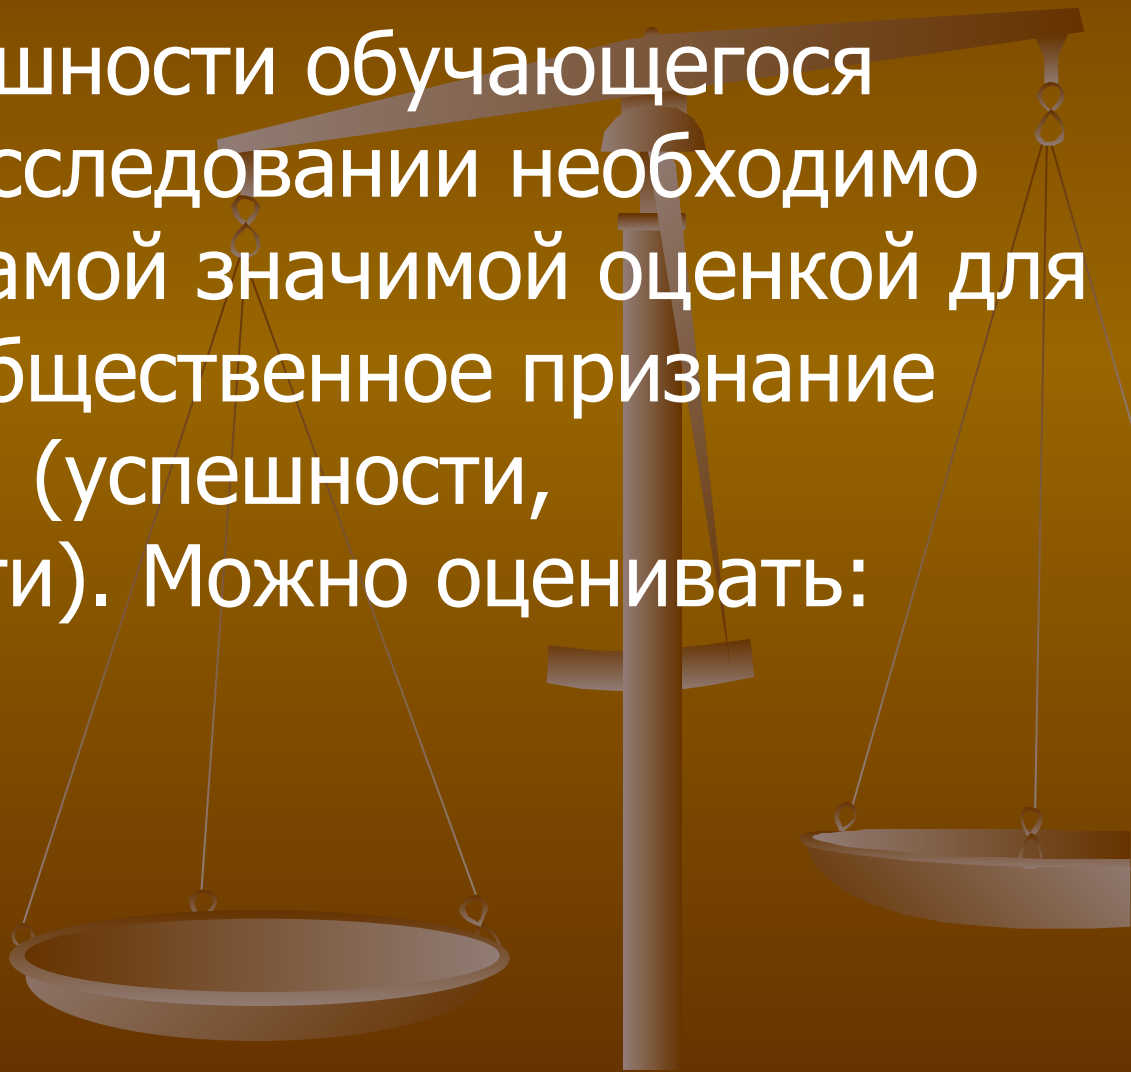 шности обучающегося
сследовании необходимо
амой значимой оценкой для
бщественное признание
(успешности,
ти). Можно оценивать: